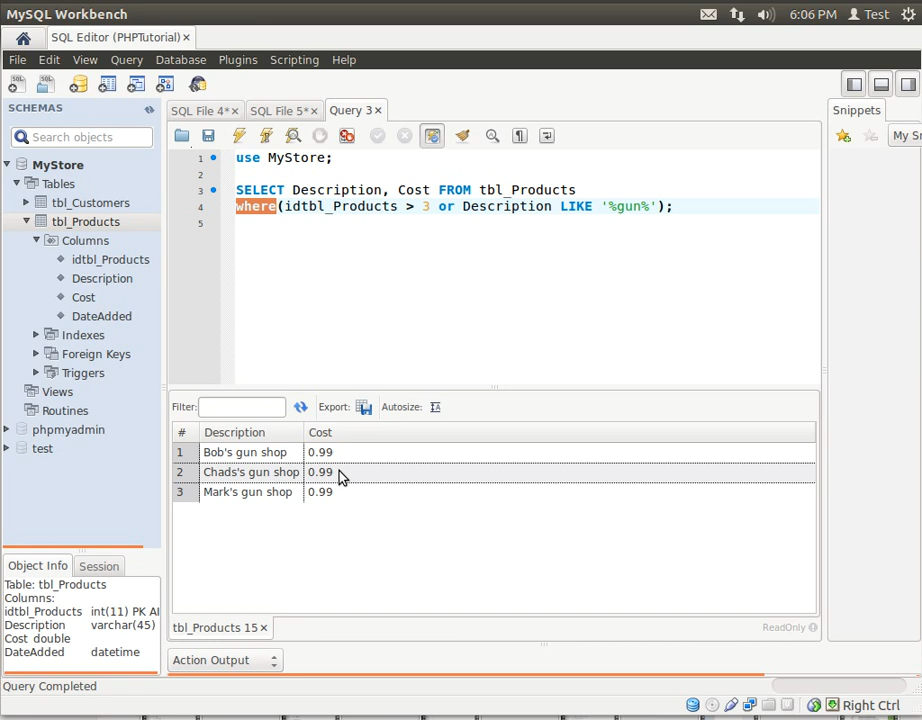 MySQL Workbench
6:06 PM
Test
SQL Editor (PHPTutorial) ×
File Edit View Query Database Plugins Scripting Help
SCHEMAS
Search objects
MyStore
Tables
tbl_Customers
tbl_Products
Columns
idtbl_Products
Description
Cost
DateAdded
Indexes
Foreign Keys
Triggers
Views
Routines
phpmyadmin
test
SQL File 4*× SQL File 5*× Query 3×
1 use MyStore;
2
3 SELECT Description, Cost FROM tbl_Products
4 where(idtbl_Products > 3 or Description LIKE '%gun%');
5
Snippets
My Sn
Filter: Export: Autosize:
# Description Cost
1 Bob's gun shop 0.99
2 Chads's gun shop 0.99
3 Mark's gun shop 0.99
tbl_Products 15 ×
ReadOnly
Action Output
Object Info Session
Table: tbl_Products
Columns:
idtbl_Products int(11) PK AI
Description varchar(45)
Cost double
DateAdded datetime
Query Completed
Right Ctrl